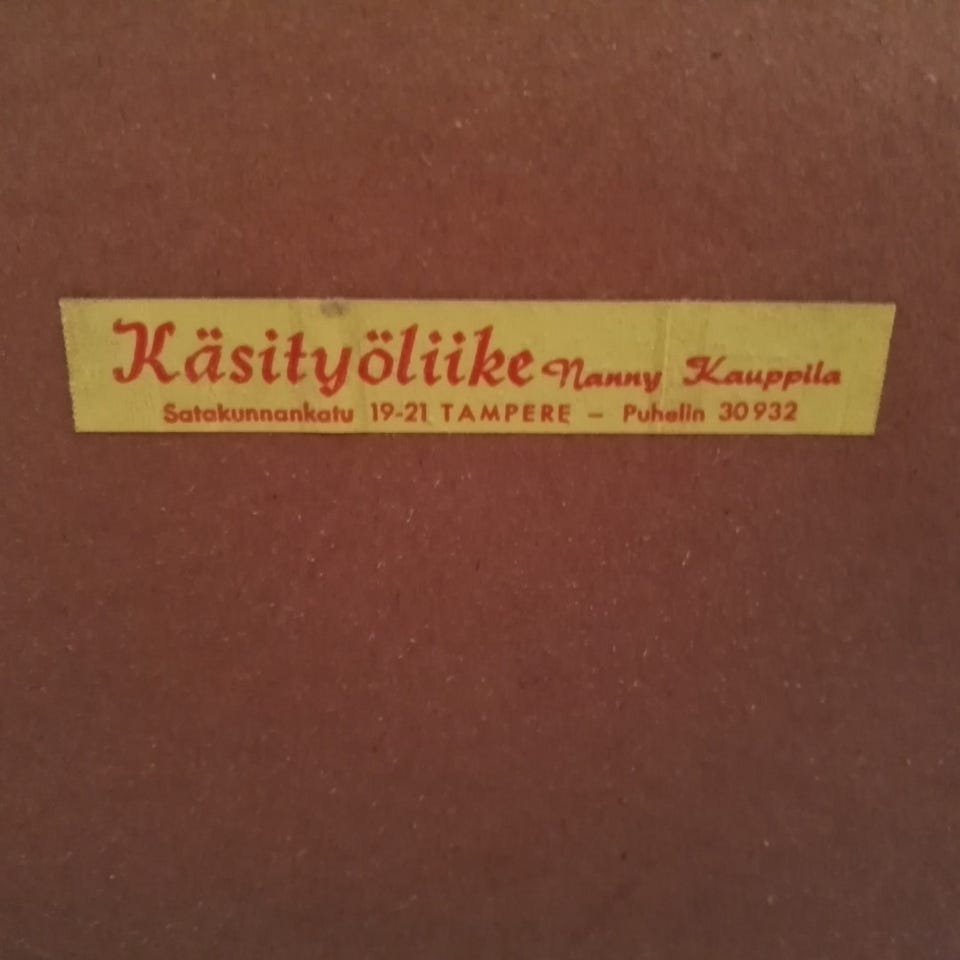 Käsityöliike Nanny Kauppila
Satakunnankatu 19-21 TAMPERE – Puhelin 30932